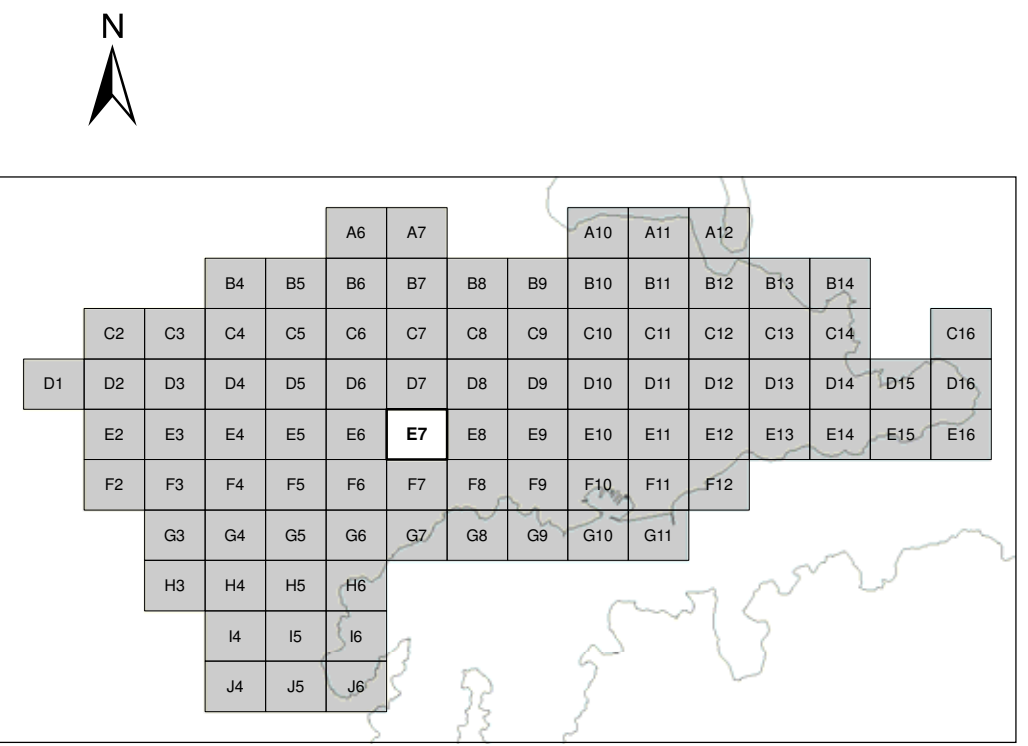 N
A6 A7 A10 A11 A12
B4 B5 B6 B7 B8 B9 B10 B11 B12 B13 B14
C2 C3 C4 C5 C6 C7 C8 C9 C10 C11 C12 C13 C14 C16
D1 D2 D3 D4 D5 D6 D7 D8 D9 D10 D11 D12 D13 D14 D15 D16
E2 E3 E4 E5 E6 E7 E8 E9 E10 E11 E12 E13 E14 E15 E16
F2 F3 F4 F5 F6 F7 F8 F9 F10 F11 F12
G3 G4 G5 G6 G7 G8 G9 G10 G11
H3 H4 H5 H6
I4 I5 I6
J4 J5 J6